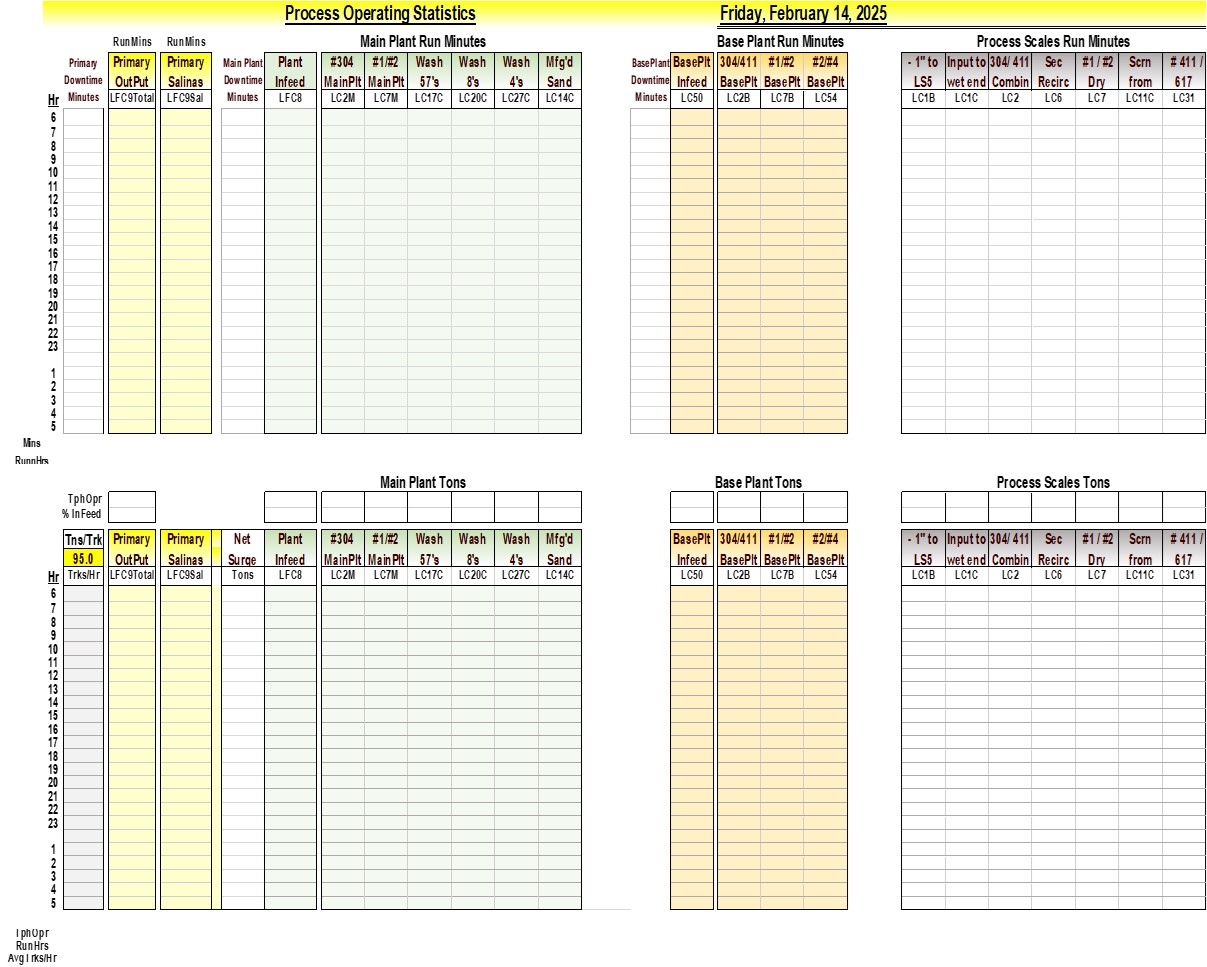 Process Operating Statistics Friday, February 14, 2025
RunMins RunMins Main Plant Run Minutes Base Plant Run Minutes Process Scales Run Minutes
Primary Primary Primary Main Plant Plant #304 #1/#2 Wash Wash Wash Mfg'd BasePlant BasePlt 304/411 #1/#2 #2/#4 - 1" to Input to 304/ 411 Sec #1 / #2 Scrn # 411 /
Downtime OutPut Salinas Downtime Infeed MainPlt MainPlt 57's 8's 4's Sand Downtime Infeed BasePlt BasePlt BasePlt LS5 wet end Combin Recirc Dry from 617
Hr Minutes LFC9Total LFC9Sal Minutes LFC8 LC2M LC7M LC17C LC20C LC27C LC14C Minutes LC50 LC2B LC7B LC54 LC1B LC1C LC2 LC6 LC7 LC11C LC31
6
7
8
9
10
11
12
13
14
15
16
17
18
19
20
21
22
23
1
2
3
4
5
Mins
RunnHrs
Main Plant Tons Base Plant Tons Process Scales Tons
TphOpr
% InFeed
Tns/Trk Primary Primary Net Plant #304 #1/#2 Wash Wash Wash Mfg'd BasePlt 304/411 #1/#2 #2/#4 - 1" to Input to 304/ 411 Sec #1 / #2 Scrn # 411 /
95.0 OutPut Salinas Surge Infeed MainPlt MainPlt 57's 8's 4's Sand Infeed BasePlt BasePlt BasePlt LS5 wet end Combin Recirc Dry from 617
Hr Trks/Hr LFC9Total LFC9Sal Tons LFC8 LC2M LC7M LC17C LC20C LC27C LC14C LC50 LC2B LC7B LC54 LC1B LC1C LC2 LC6 LC7 LC11C LC31
6
7
8
9
10
11
12
13
14
15
16
17
18
19
20
21
22
23
1
2
3
4
5
TphOpr
RunHrs
AvgTrks/Hr